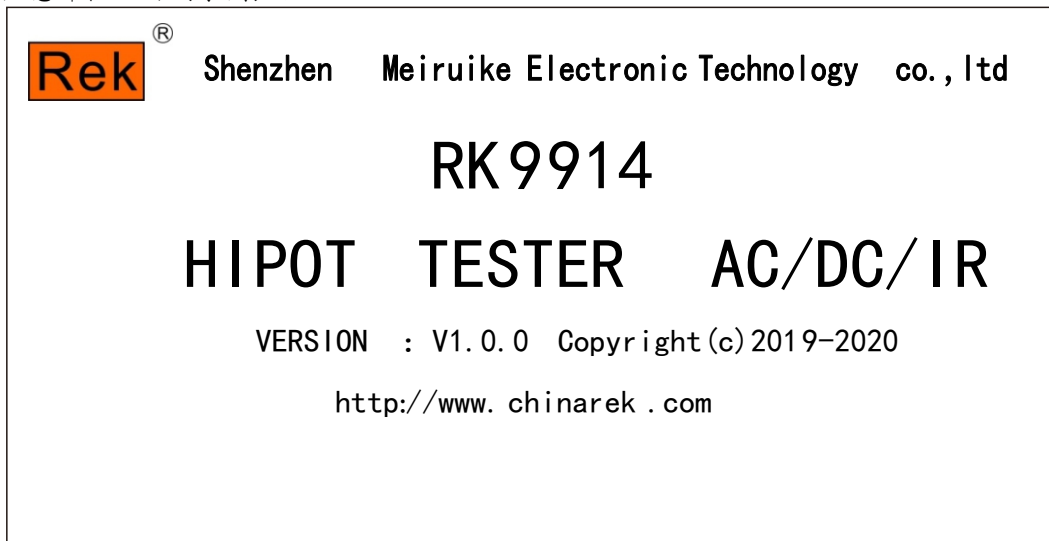 Rek®
Shenzhen Meiruike Electronic Technology co.,ltd
RK9914
HIPOT TESTER AC/DC/IR
VERSION : V1.0.0 Copyright(c)2019-2020
http://www. chinarek .com